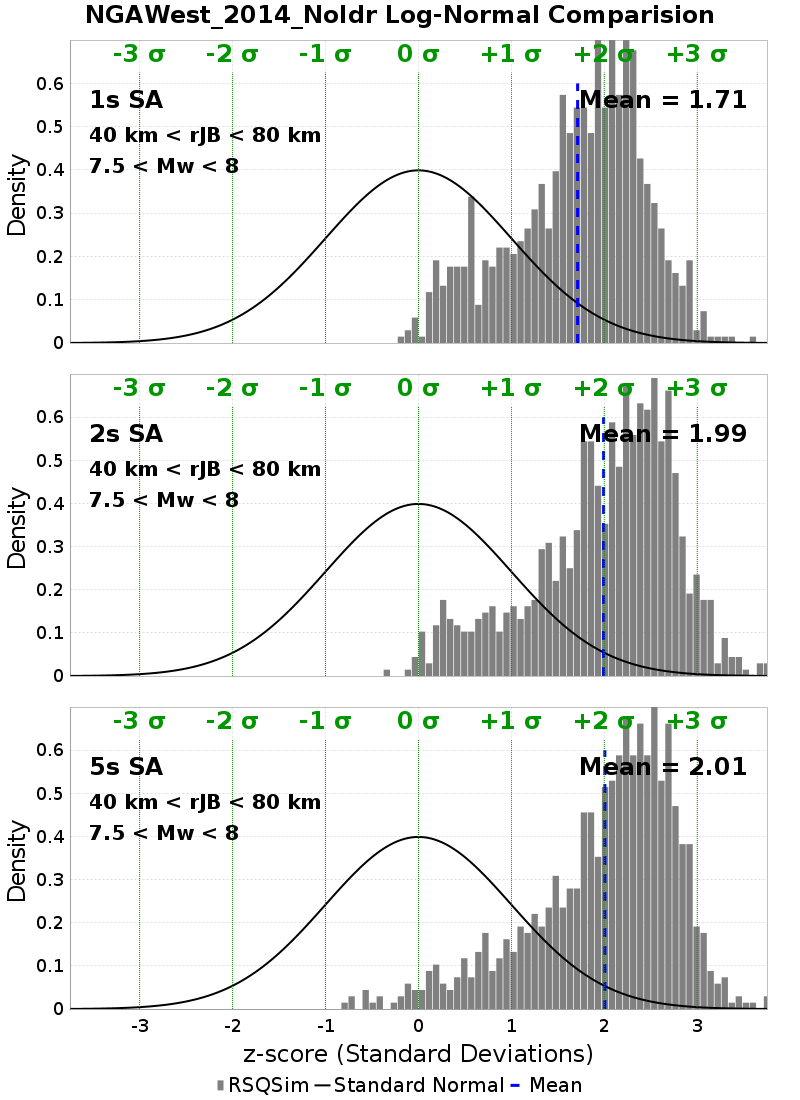 NGAWest_2014_NoIdr Log-Normal Comparision
-3 σ -2 σ -1 σ 0 σ +1 σ +2 σ +3 σ
0.6
1s SA Mean = 1.71
0.5
40 km < rJB < 80 km
0.4
7.5 < Mw < 8
Density
0.3
0.2
0.1
0
-3 σ -2 σ -1 σ 0 σ +1 σ +2 σ +3 σ
0.6
2s SA Mean = 1.99
0.5
40 km < rJB < 80 km
0.4
7.5 < Mw < 8
Density
0.3
0.2
0.1
0
-3 σ -2 σ -1 σ 0 σ +1 σ +2 σ +3 σ
0.6
5s SA Mean = 2.01
0.5
40 km < rJB < 80 km
0.4
7.5 < Mw < 8
Density
0.3
0.2
0.1
0
-3 -2 -1 0 1 2 3
z-score (Standard Deviations)
RSQSim Standard Normal Mean